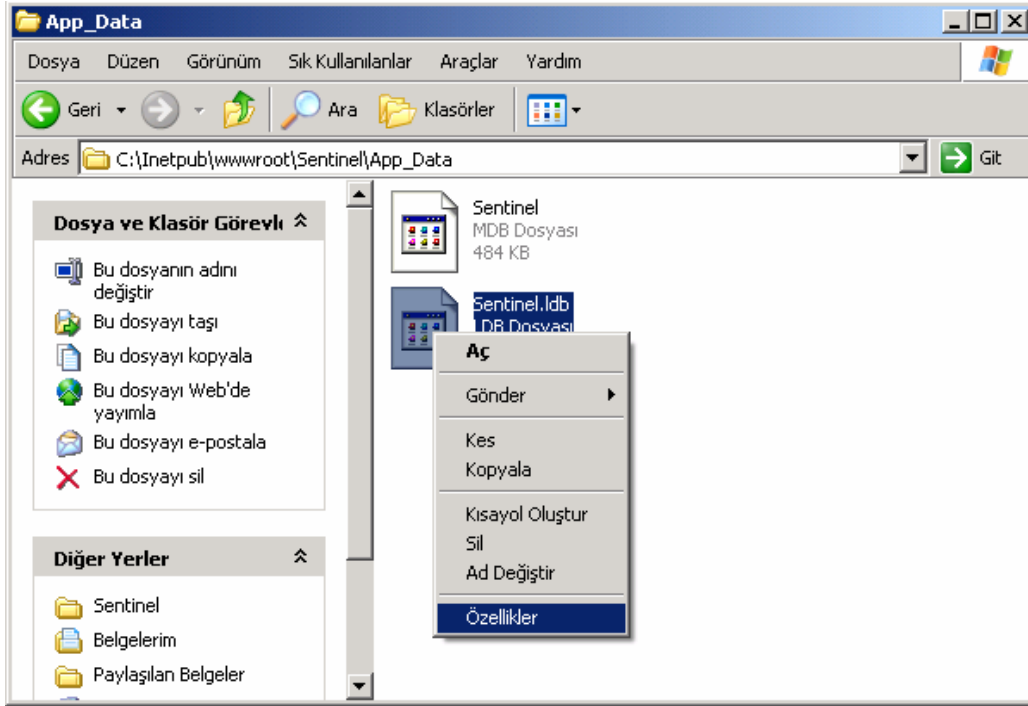 App_Data
Dosya Düzen Görünüm Sık Kullanılanlar Araçlar Yardım
Geri Ara Klasörler
Adres C:\Inetpub\wwwroot\Sentinel\App_Data Git
Dosya ve Klasör Görevle
Bu dosyanın adını
değiştir
Bu dosyayı taşı
Bu dosyayı kopyala
Bu dosyayı Web'de
yayımla
Bu dosyayı e-postala
Bu dosyayı sil
Diğer Yerler
Sentinel
Belgelerim
Paylaşılan Belgeler
Sentinel
MDB Dosyası
484 KB
Sentinel.ldb
LDB Dosyası
Aç
Gönder
Kes
Kopyala
Kısayol Oluştur
Sil
Ad Değiştir
Özellikler